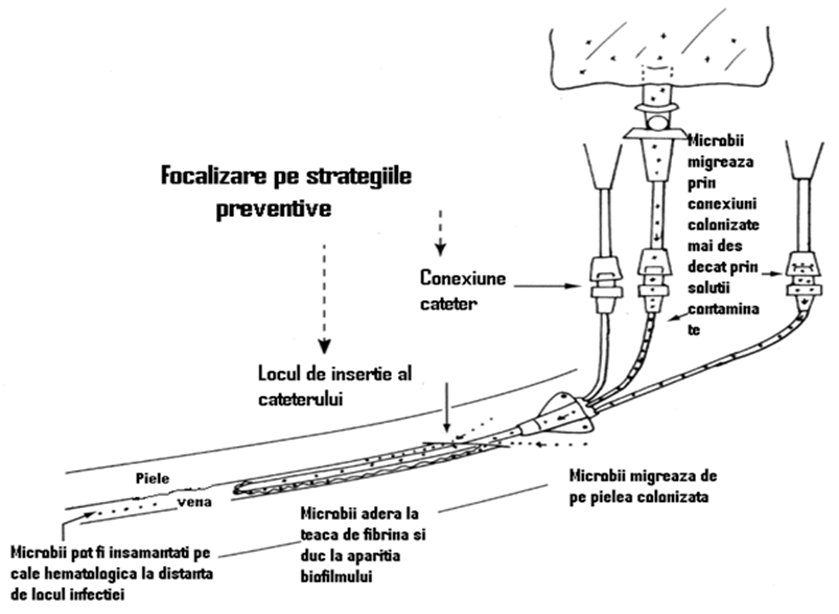 Focalizare pe strategiile
preventive
Microbii
migreaza
prin
conexiuni
colonizate
mai des
decat prin
solutii
contamina
te
Conexiune
cateter
Locul de insertie al
cateterului
Piele
vena
Microbii migreaza de
pe pielea colonizata
Microbii adera la
teaca de fibrina si
duc la aparitia
biofilmului
Microbii pot fi insamantati pe
cale hematologica la distanta
de locul infectiei